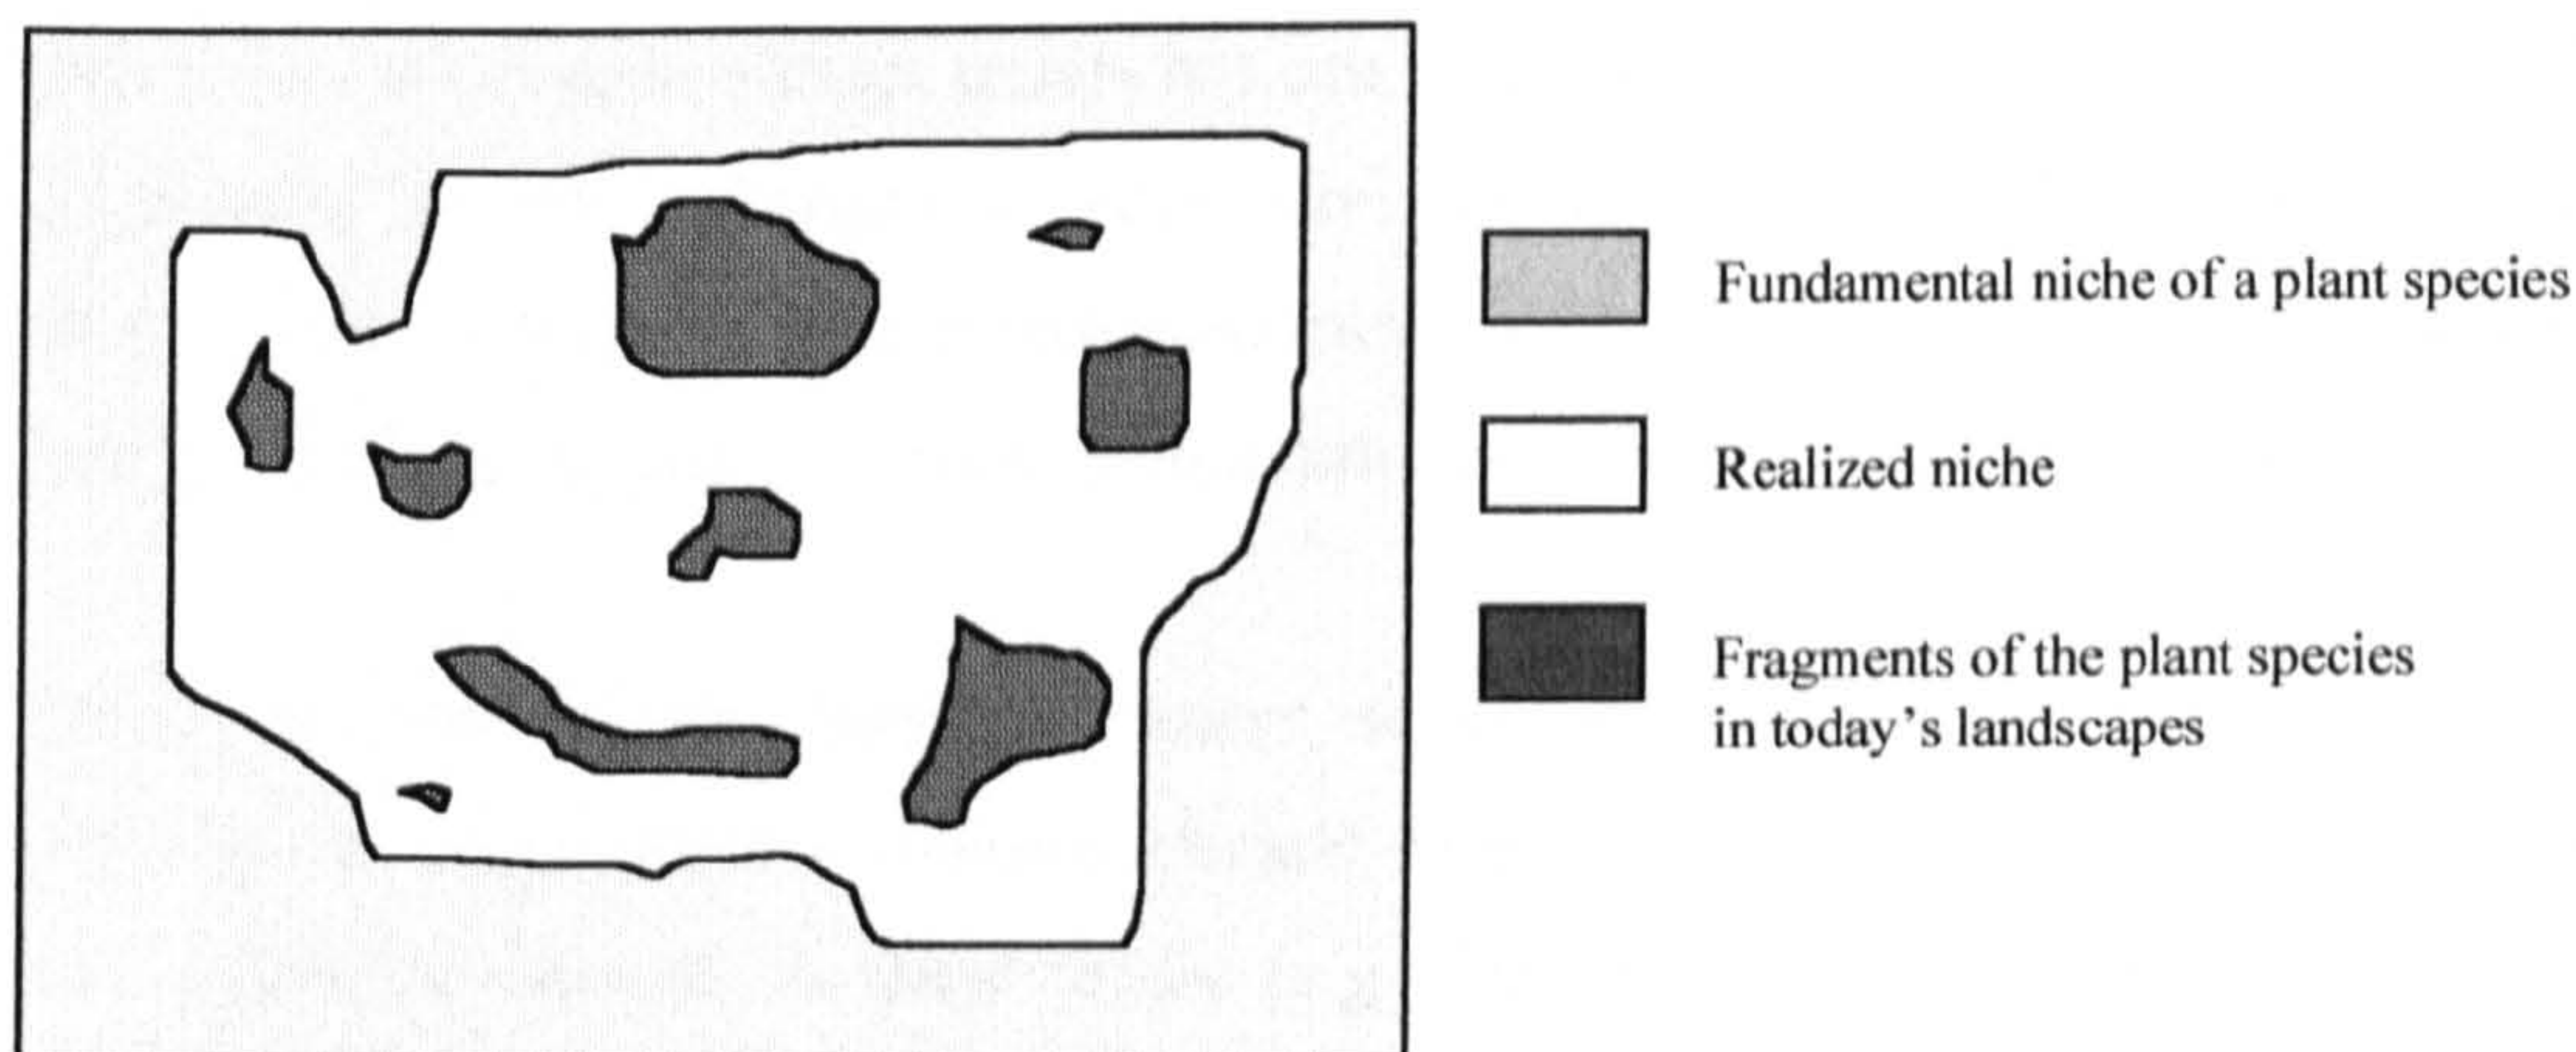 Fundamental niche of a plant species
Realized niche
Fragments of the plant species
in today's landscapes